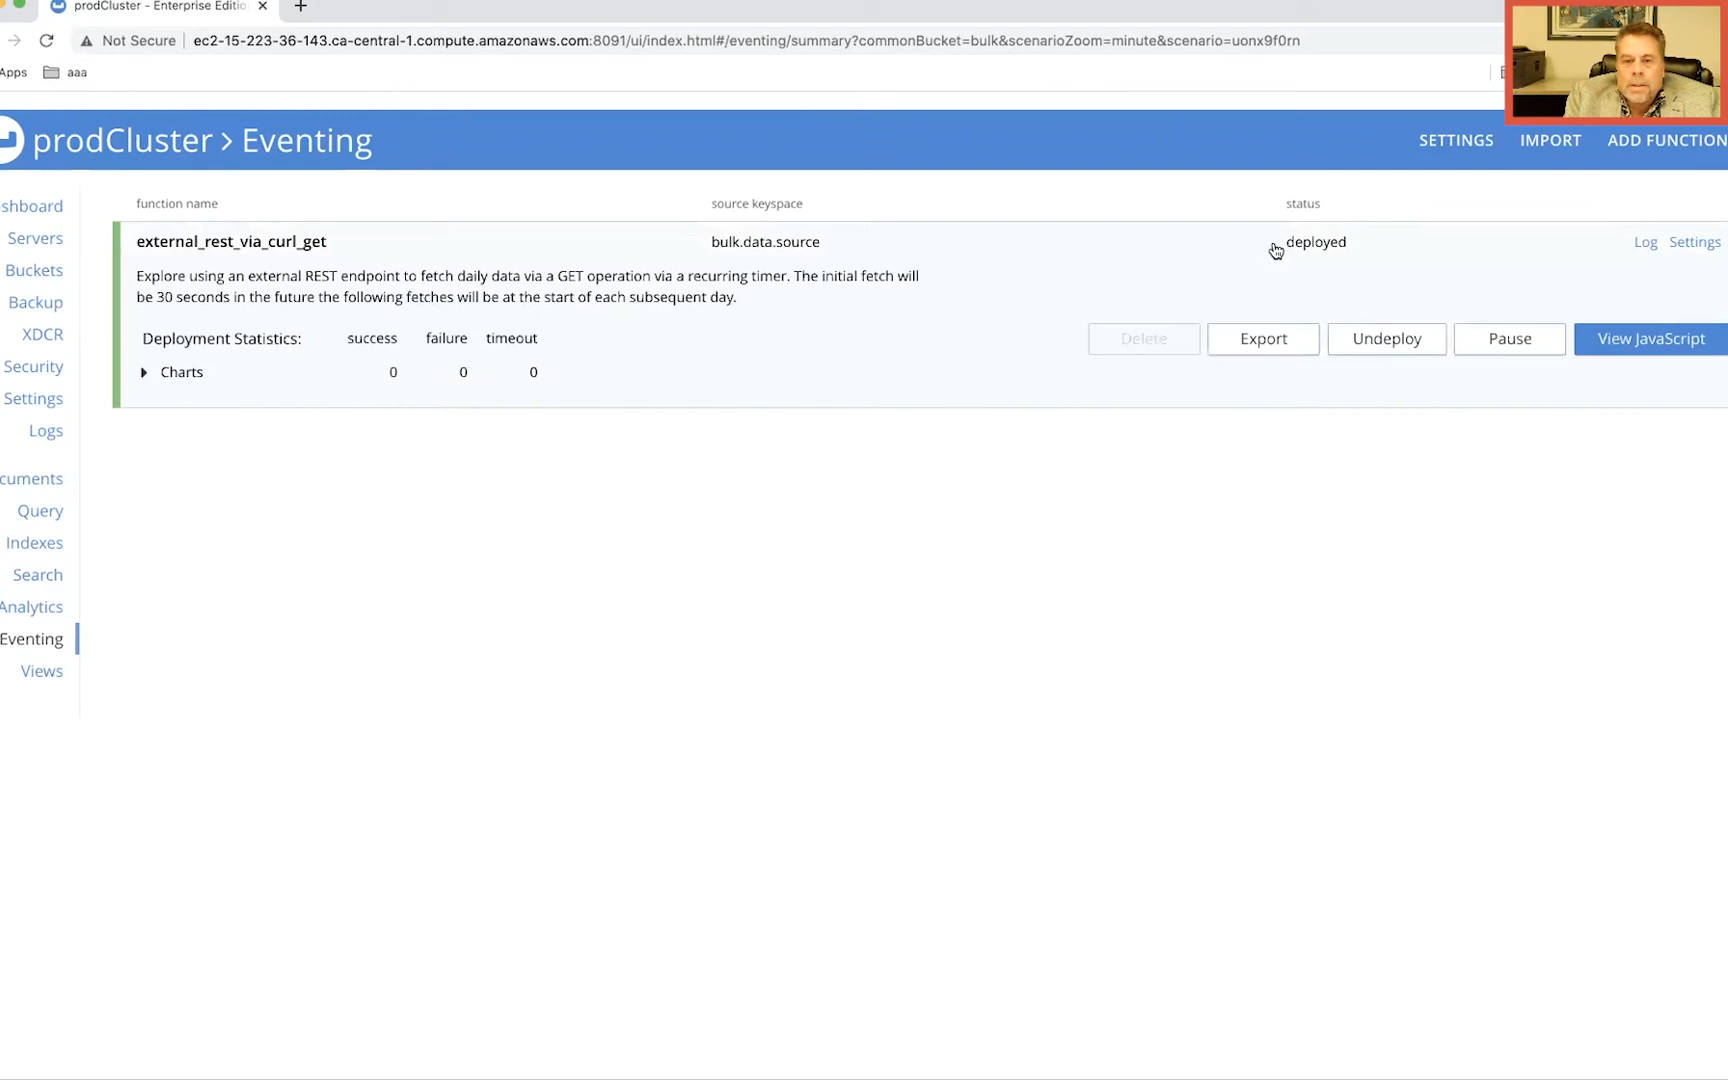 prodCluster - Enterprise Editio
Not Secure ec2-15-223-36-143.ca-central-1.compute.amazonaws.com:8091/ui/index.html#/eventing/summary?commonBucket=bulk&scenarioZoom=minute&scenario=uonx9f0rn
Apps aaa
prodCluster > Eventing SETTINGS IMPORT ADD FUNCTION
function name source keyspace status
shboard
external_rest_via_curl_get bulk.data.source deployed Log Settings
Servers
Explore using an external REST endpoint to fetch daily data via a GET operation via a recurring timer. The initial fetch will
be 30 seconds in the future the following fetches will be at the start of each subsequent day.
Buckets
Backup
XDCR
Deployment Statistics: success failure timeout Delete Export Undeploy Pause View JavaScript
Security
Charts 0 0 0
Settings
Logs
cuments
Query
Indexes
Search
Analytics
Eventing
Views